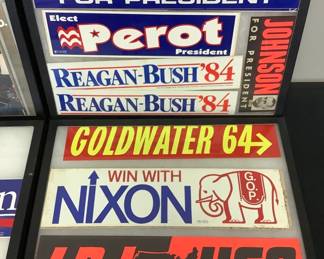 FOR PRESIDENT
Elect
Perot
President
JOHNSON
FOR PRESIDENT
REAGAN-BUSH '84
REAGAN-BUSH '84
GOLDWATER 64
WIN WITH
NIXON
G.O.P.